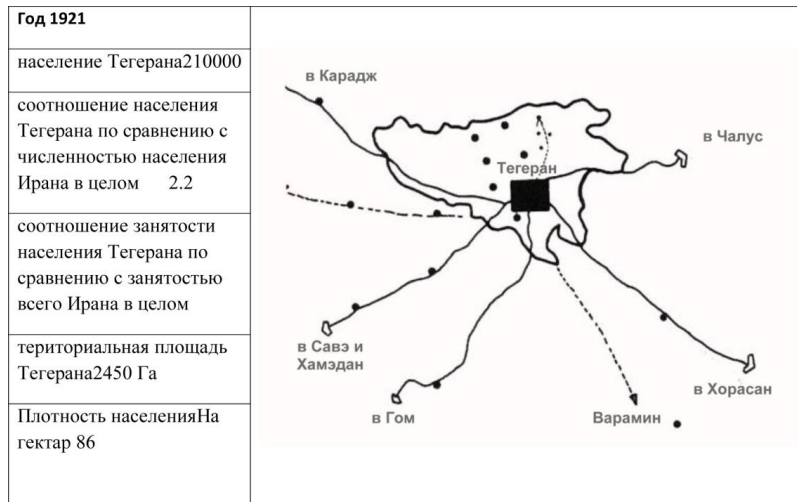 Год 1921
население Тегерана210000
соотношение населения
Тегерана по сравнению с
численностью населения
Ирана в целом 2.2
соотношение занятости
населения Тегерана по
сравнению с занятостью
всего Ирана в целом
териториальная площадь
Тегерана2450 Га
Плотность населенияНа
гектар 86
в Карадж
в Чалус
Тегеран
в Савэ и
Хамэдан
в Гом
Варамин
в Хорасан